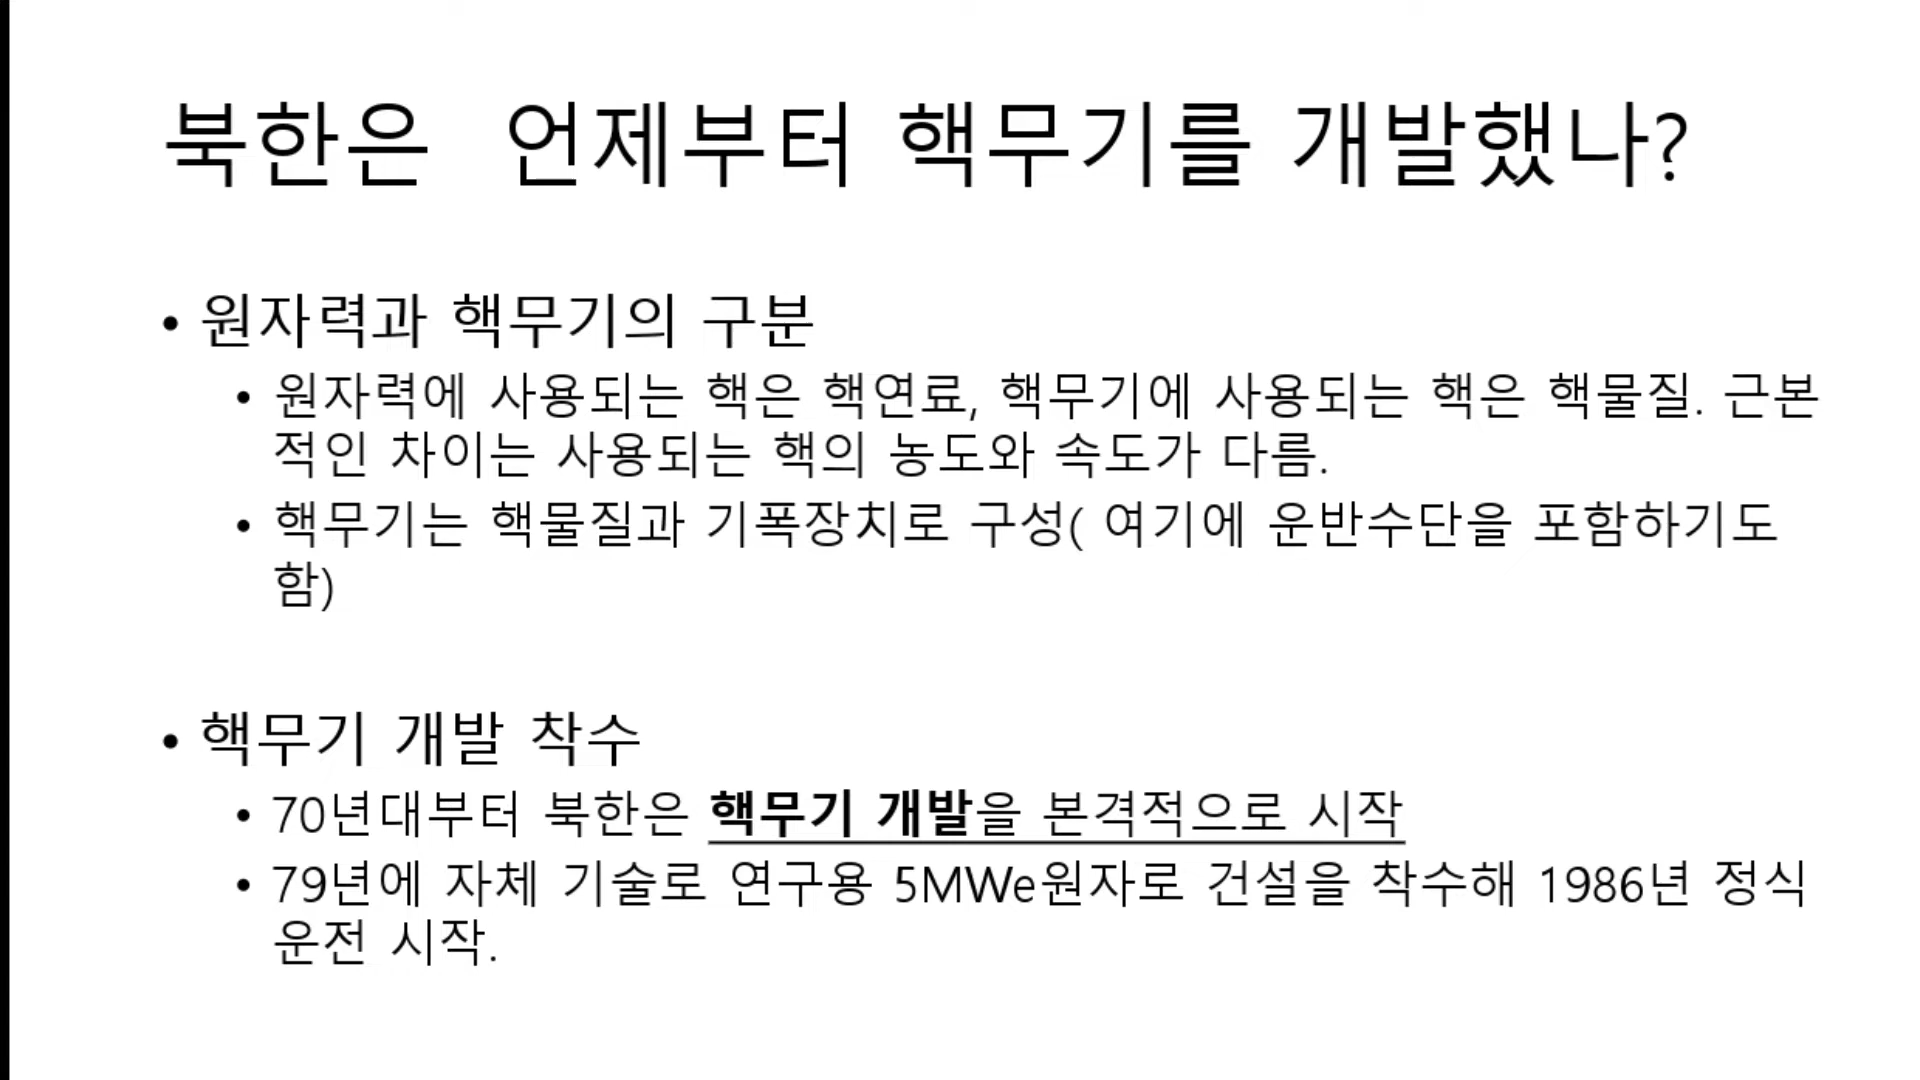 북한은  언제부터 핵무기를 개발했나?
• 원자력과 핵무기의 구분
• 원자력에 사용되는 핵은 핵연료, 핵무기에 사용되는 핵은 핵물질. 근본
적인 차이는 사용되는 핵의 농도와 속도가 다름.
• 핵무기는 핵물질과 기폭장치로 구성( 여기에 운반수단을 포함하기도
함)
• 핵무기 개발 착수
• 70년대부터 북한은 핵무기 개발을 본격적으로 시작
• 79년에 자체 기술로 연구용 5MWe원자로 건설을 착수해 1986년 정식
운전 시작.